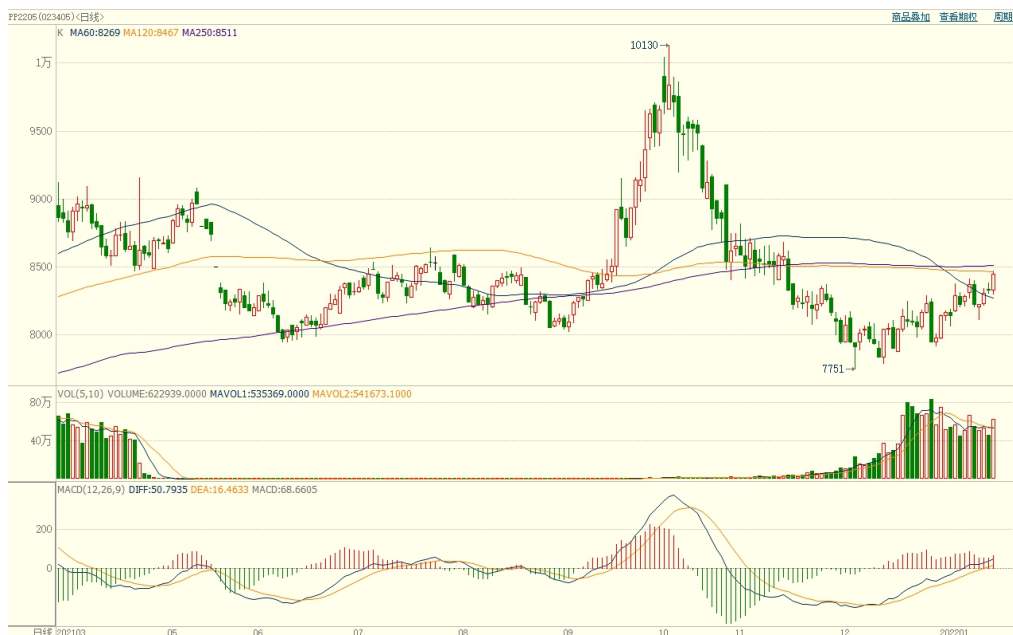 PP2205(023405)<日线> 商品叠加 查看期权 周期
K MA60:8269 MA120:8467 MA250:8511
10130→
1万
9500
9000
8500
8000
7751→
VOL(5,10) VOLUME:622939.0000 MAVOL1:535369.0000 MAVOL2:541673.1000
80万
40万
MACD(12,26,9) DIFF:50.7935 DEA:16.4633 MACD:68.6605
200
0
日线 202103 05 06 07 08 09 10 11 12 202201